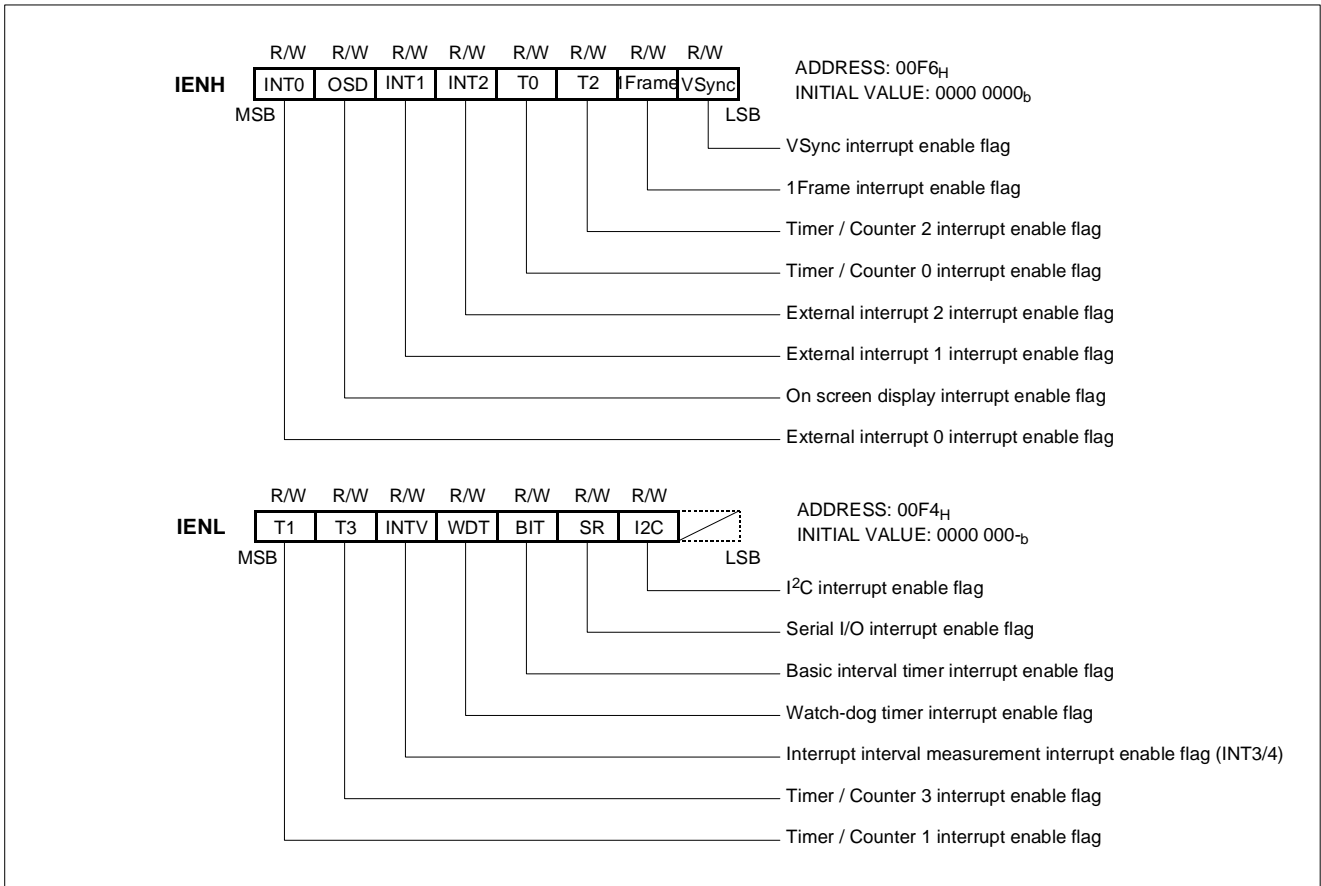 R/W R/W R/W R/W R/W R/W R/W R/W
IENH INT0 OSD INT1 INT2 T0 T2 1Frame VSync
ADDRESS: 00F6H
INITIAL VALUE: 0000 0000b
MSB LSB
VSync interrupt enable flag
1Frame interrupt enable flag
Timer / Counter 2 interrupt enable flag
Timer / Counter 0 interrupt enable flag
External interrupt 2 interrupt enable flag
External interrupt 1 interrupt enable flag
On screen display interrupt enable flag
External interrupt 0 interrupt enable flag
R/W R/W R/W R/W R/W R/W R/W
IENL T1 T3 INTV WDT BIT SR I2C
ADDRESS: 00F4H
INITIAL VALUE: 0000 000-b
MSB LSB
I2C interrupt enable flag
Serial I/O interrupt enable flag
Basic interval timer interrupt enable flag
Watch-dog timer interrupt enable flag
Interrupt interval measurement interrupt enable flag (INT3/4)
Timer / Counter 3 interrupt enable flag
Timer / Counter 1 interrupt enable flag